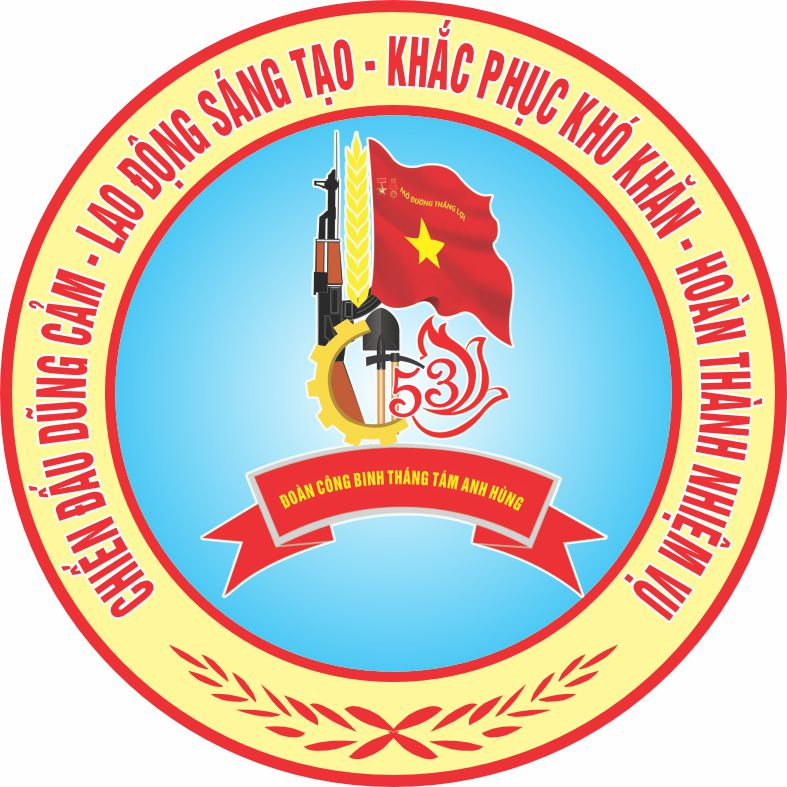 CHIẾN ĐẤU DŨNG CẢM - LAO ĐỘNG SÁNG TẠO - KHẮC PHỤC KHÓ KHĂN - HOÀN THÀNH NHIỆM VỤ
MỞ ĐƯỜNG THẮNG LỢI
53
ĐOÀN CÔNG BINH THÁNG TÁM ANH HÙNG